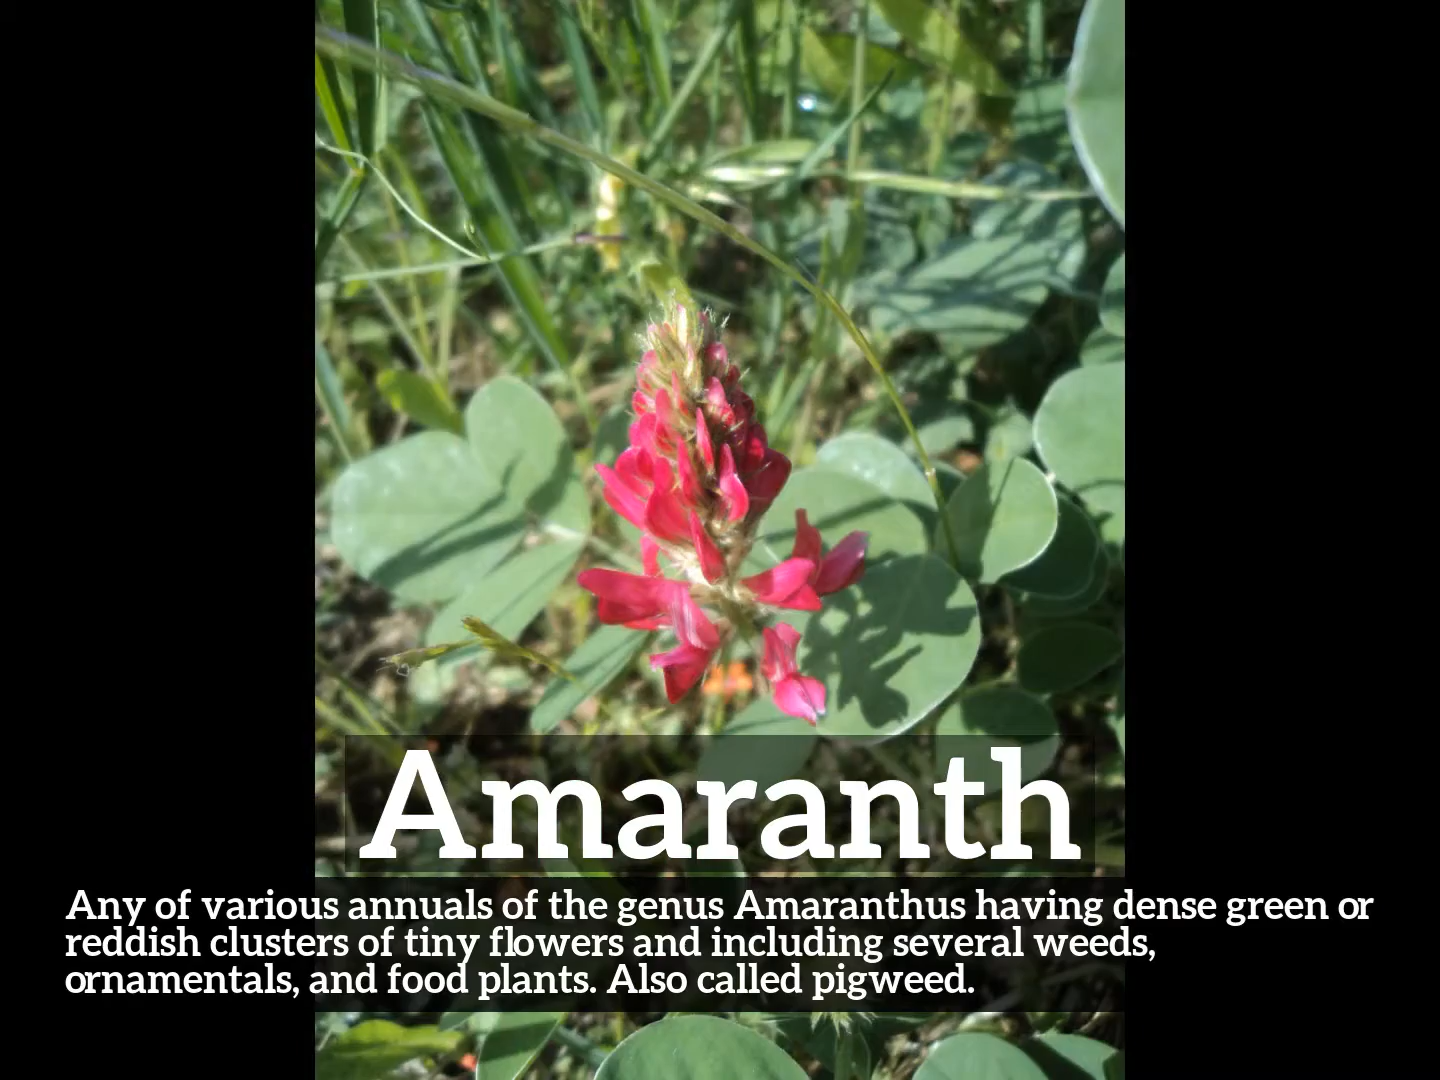 Amaranth
Any of various annuals of the genus Amaranthus having dense green or
reddish clusters of tiny flowers and including several weeds,
ornamentals, and food plants. Also called pigweed.